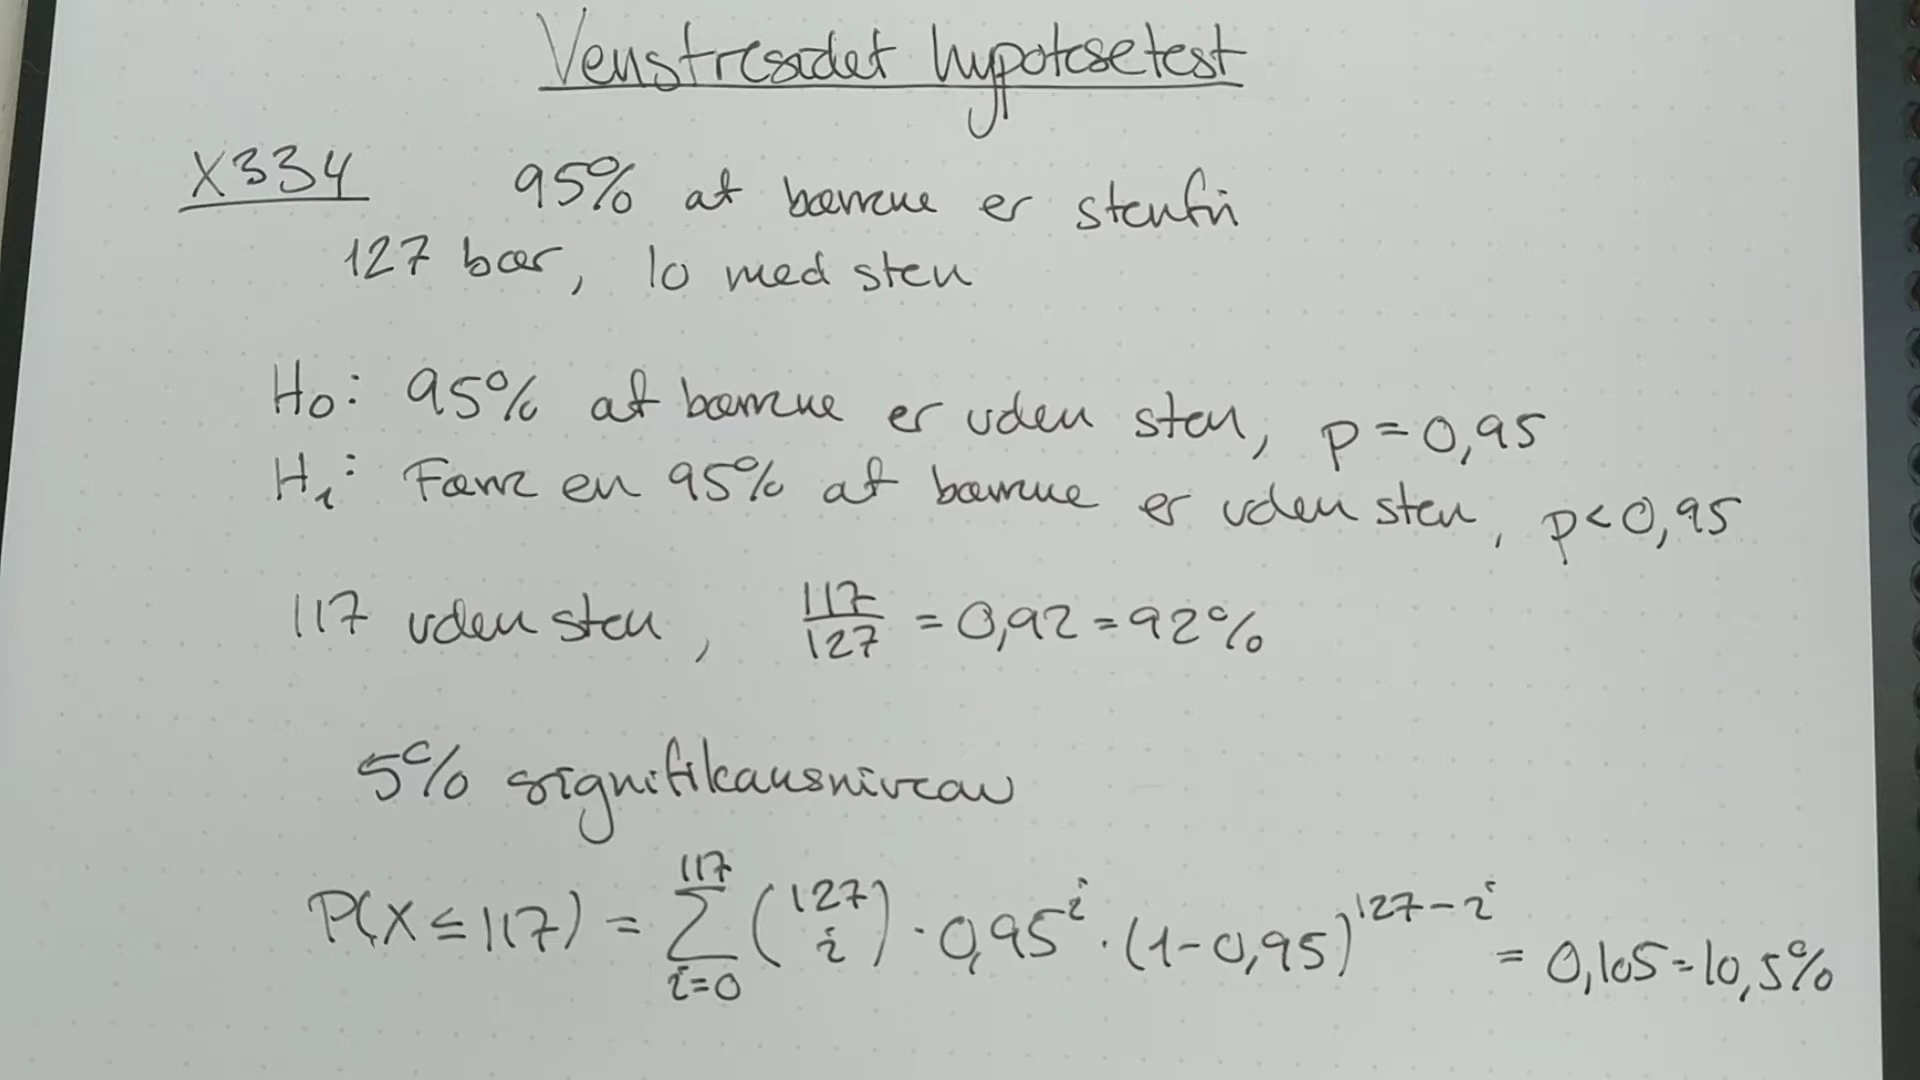 Venstresidet hypotesetest
X334 95% af bærrene er stenfri
127 bær, 10 med sten
H₀: 95% af bærrene er uden sten, p=0,95
H₁: Færre en 95% af bærrene er uden sten, p<0,95
117 uden sten, 117/127 = 0,92 = 92%
5% signifikansniveau
P(X≤117) = ∑_{i=0}^{117} (127 i) · 0,95^i · (1-0,95)^{127-i} = 0,105 = 10,5%